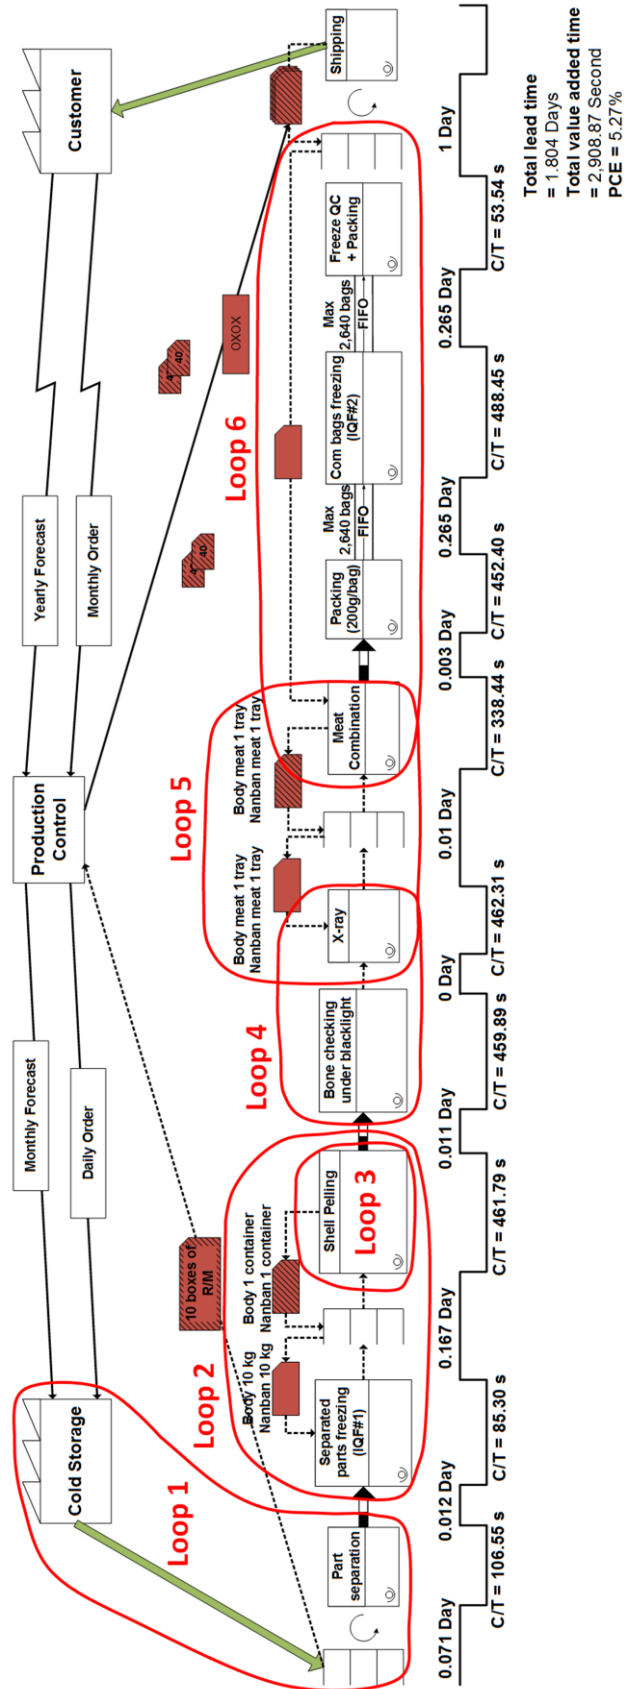 Cold Storage
Monthly Forecast
Daily Order
Production
Control
Yearly Forecast
Monthly Order
Customer
Loop 1
10 boxes of
R/M
Loop 2
Body 10 kg
Nanban 10 kg
Body 1 container
Nanban 1 container
Loop 3
Loop 4
Loop 5
Body meat 1 tray
Nanban meat 1 tray
Body meat 1 tray
Nanban meat 1 tray
Loop 6
40
40
OXOX
Part
separation
Separated
parts freezing
(IQF#1)
Shell Pelling
Bone checking
under blacklight
X-ray
Meat
Combination
Packing
(200g/bag)
Max
2,640 bags
FIFO
Com bags freezing
(IQF#2)
Max
2,640 bags
FIFO
Freeze QC
+ Packing
Shipping
0.071 Day
C/T = 106.55 s
0.012 Day
C/T = 85.30 s
0.167 Day
C/T = 461.79 s
0.011 Day
C/T = 459.89 s
0 Day
C/T = 462.31 s
0.01 Day
C/T = 338.44 s
0.003 Day
C/T = 452.40 s
0.265 Day
C/T = 488.45 s
0.265 Day
C/T = 53.54 s
1 Day
Total lead time
= 1.804 Days
Total value added time
= 2,908.87 Second
PCE = 5.27%